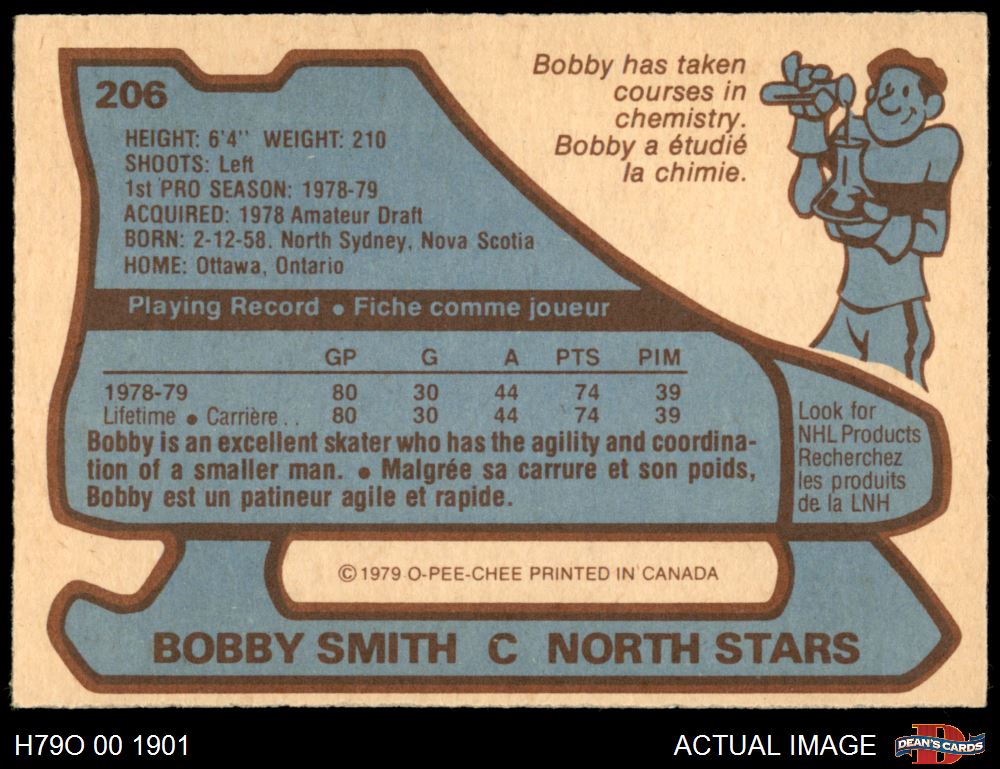 206
HEIGHT: 6'4'' WEIGHT: 210
SHOOTS: Left
1st PRO SEASON: 1978-79
ACQUIRED: 1978 Amateur Draft
BORN: 2-12-58. North Sydney, Nova Scotia
HOME: Ottawa, Ontario
Bobby has taken
courses in
chemistry.
Bobby a étudié
la chimie.
Playing Record • Fiche comme joueur
GP G A PTS PIM
1978-79 80 30 44 74 39
Lifetime • Carrière.. 80 30 44 74 39
Bobby is an excellent skater who has the agility and coordina-
tion of a smaller man. • Malgrée sa carrure et son poids,
Bobby est un patineur agile et rapide.
Look for
NHL Products
Recherchez
les produits
de la LNH
© 1979 O-PEE-CHEE PRINTED IN CANADA
BOBBY SMITH C NORTH STARS
H79O 00 1901
ACTUAL IMAGE
D
DEAN'S CARDS